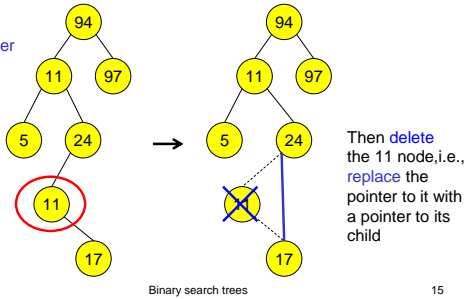 er
94
11
97
5
24
11
17
→
94
11
97
5
24
17
Then delete
the 11 node,i.e.,
replace the
pointer to it with
a pointer to its
child
Binary search trees
15